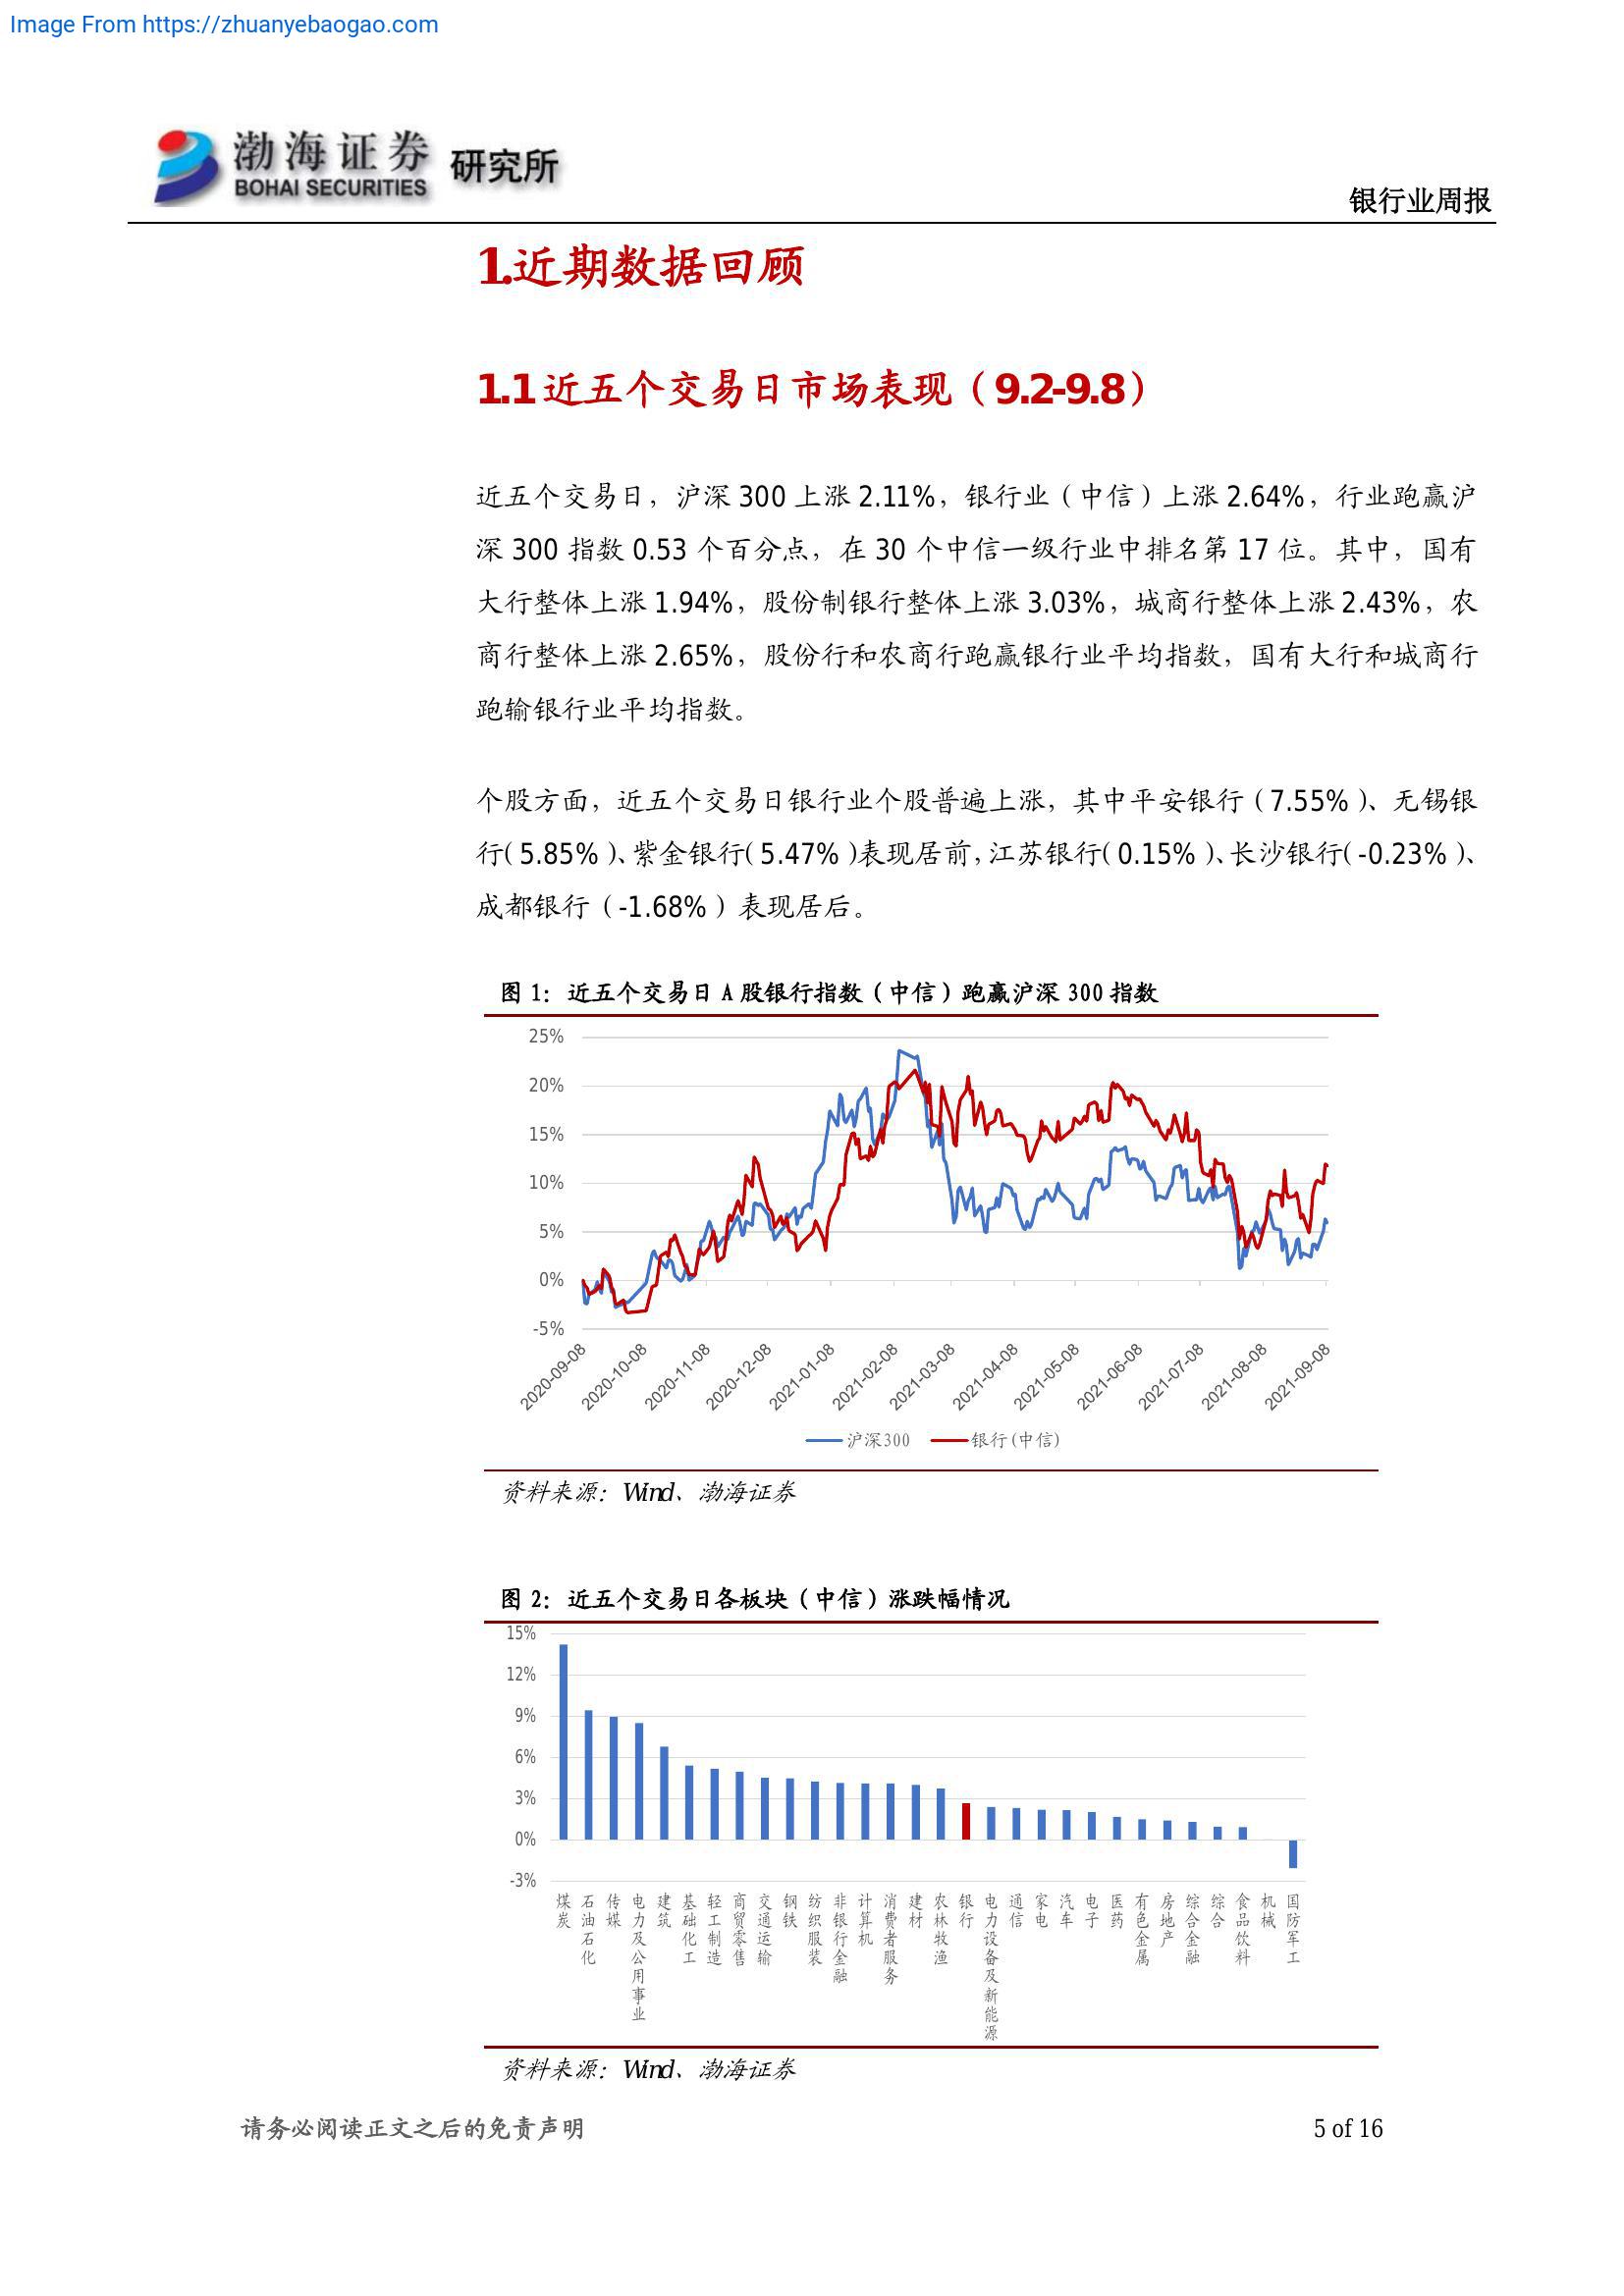 Image From https://zhuanyebaogao.com
渤海证券 研究所
BOHAI SECURITIES
银行业周报
1.近期数据回顾
1.1 近五个交易日市场表现（9.2-9.8）
近五个交易日，沪深 300 上涨 2.11%，银行业（中信）上涨 2.64%，行业跑赢沪
深 300 指数 0.53 个百分点，在 30 个中信一级行业中排名第 17 位。其中，国有
大行整体上涨 1.94%，股份制银行整体上涨 3.03%，城商行整体上涨 2.43%，农
商行整体上涨 2.65%，股份行和农商行跑赢银行业平均指数，国有大行和城商行
跑输银行业平均指数。
个股方面，近五个交易日银行业个股普遍上涨，其中平安银行（7.55%）、无锡银
行（5.85%）、紫金银行（5.47%）表现居前，江苏银行（0.15%）、长沙银行（-0.23%）、
成都银行（-1.68%）表现居后。
图 1：近五个交易日 A 股银行指数（中信）跑赢沪深 300 指数
25%
20%
15%
10%
5%
0%
-5%
2020-09-08
2020-10-08
2020-11-08
2020-12-08
2021-01-08
2021-02-08
2021-03-08
2021-04-08
2021-05-08
2021-06-08
2021-07-08
2021-08-08
2021-09-08
沪深300 银行(中信)
资料来源：Wind、渤海证券
图 2：近五个交易日各板块（中信）涨跌幅情况
15%
12%
9%
6%
3%
0%
-3%
煤炭
石油石化
传媒
电力及公用事业
建筑
基础化工
轻工制造
商贸零售
交通运输
钢铁
纺织服装
非银行金融
计算机
消费者服务
建材
农林牧渔
银行
电力设备及新能源
通信
家电
汽车
电子
医药
有色金属
房地产
综合金融
综合
食品饮料
机械
国防军工
资料来源：Wind、渤海证券
请务必阅读正文之后的免责声明
5 of 16